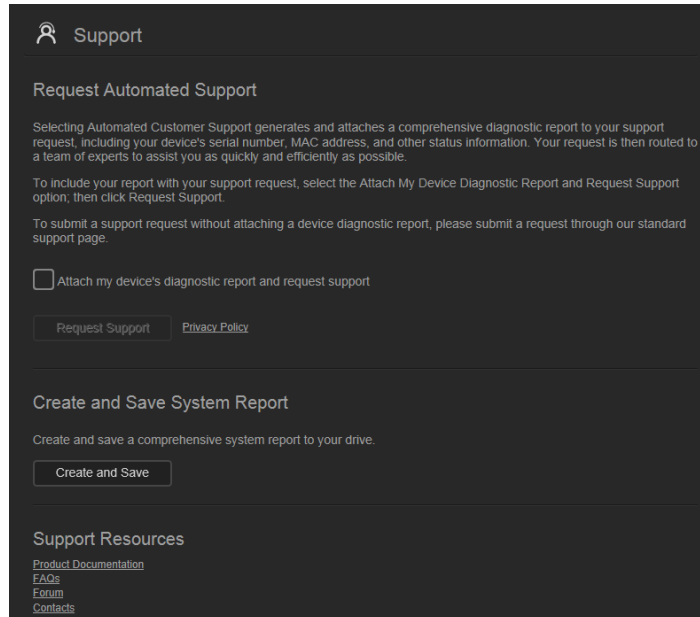 Support
Request Automated Support
Selecting Automated Customer Support generates and attaches a comprehensive diagnostic report to your support
request, including your device's serial number, MAC address, and other status information. Your request is then routed to
a team of experts to assist you as quickly and efficiently as possible.
To include your report with your support request, select the Attach My Device Diagnostic Report and Request Support
option; then click Request Support.
To submit a support request without attaching a device diagnostic report, please submit a request through our standard
support page.
Attach my device's diagnostic report and request support
Request Support Privacy Policy
Create and Save System Report
Create and save a comprehensive system report to your drive.
Create and Save
Support Resources
Product Documentation
FAQs
Forum
Contacts